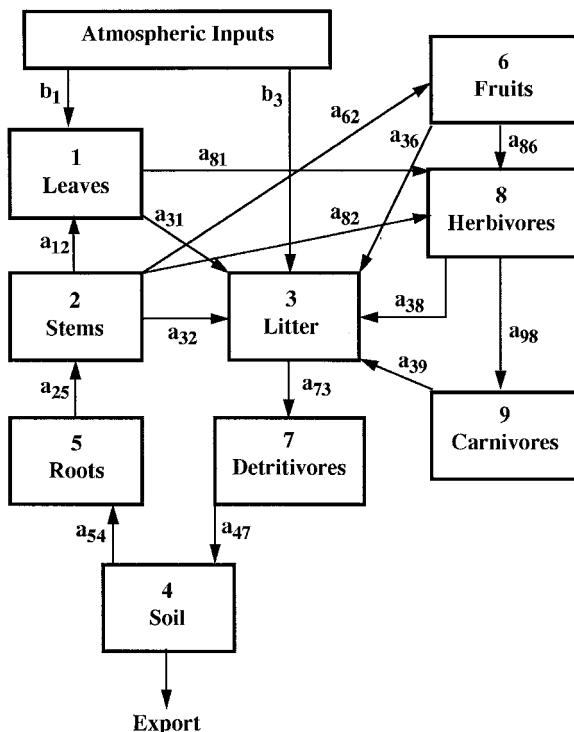 Atmospheric Inputs
b1
b3
1
Leaves
a81
a31
a12
a62
a36
6
Fruits
a86
8
Herbivores
a82
2
Stems
a32
3
Litter
a38
a98
a39
a25
a73
5
Roots
7
Detritivores
9
Carnivores
a54
a47
4
Soil
Export